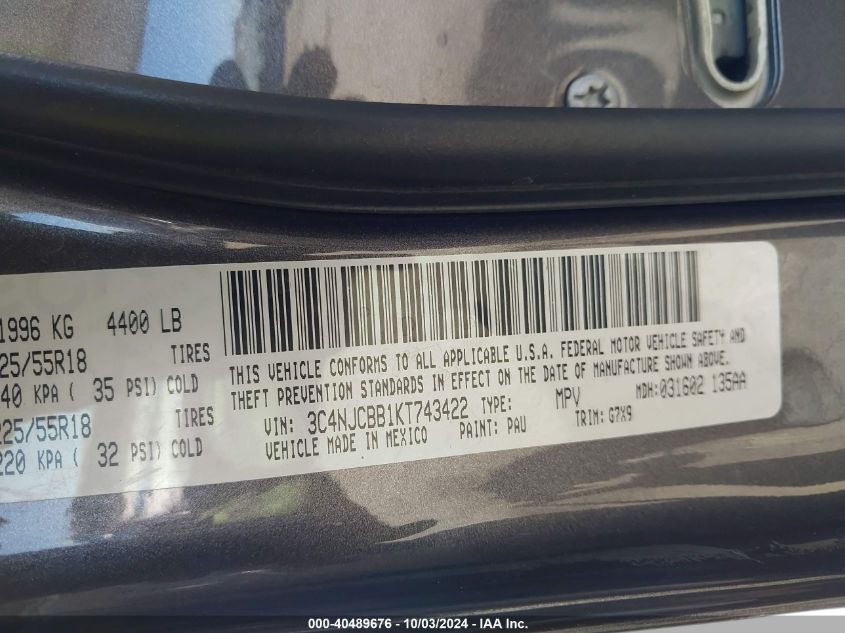 1996 KG 4400 LB
25/55R18 TIRES
40 KPA ( 35 PSI) COLD
225/55R18 TIRES
220 KPA ( 32 PSI) COLD
THIS VEHICLE CONFORMS TO ALL APPLICABLE U.S.A. FEDERAL MOTOR VEHICLE SAFETY AND
THEFT PREVENTION STANDARDS IN EFFECT ON THE DATE OF MANUFACTURE SHOWN ABOVE.
VIN: 3C4NJCBB1KT743422 TYPE: MPV MDH:031602 135AA
VEHICLE MADE IN MEXICO PAINT: PAU TRIM: G7X9
000-40489676 - 10/03/2024 - IAA Inc.